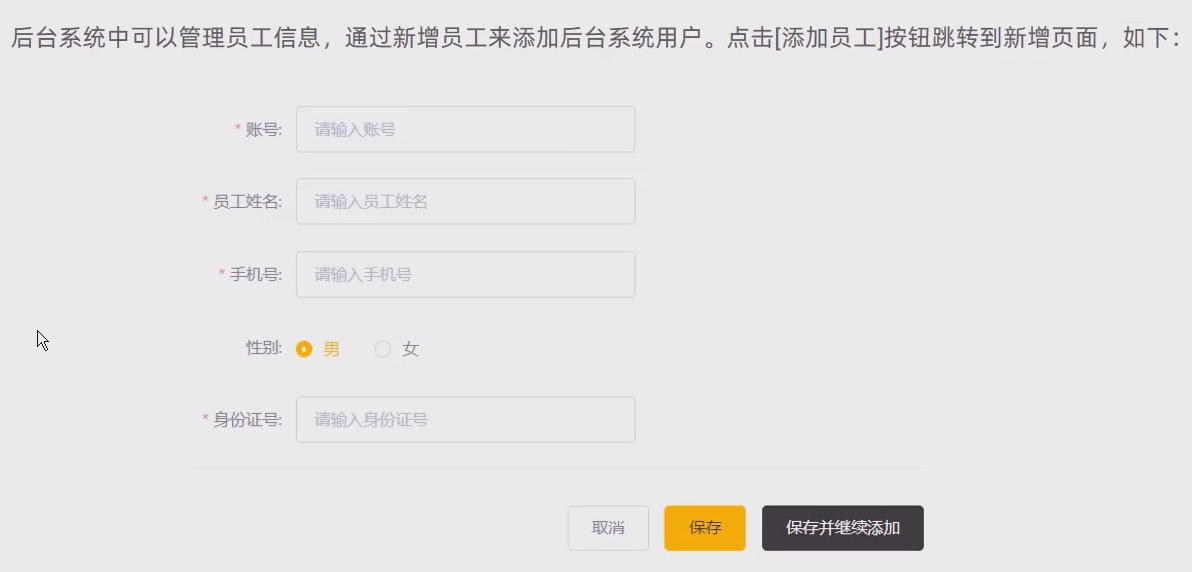 后台系统中可以管理员工信息，通过新增员工来添加后台系统用户。点击[添加员工]按钮跳转到新增页面，如下：
* 账号: 请输入账号
* 员工姓名: 请输入员工姓名
* 手机号: 请输入手机号
性别: 男 女
* 身份证号: 请输入身份证号
取消 保存 保存并继续添加